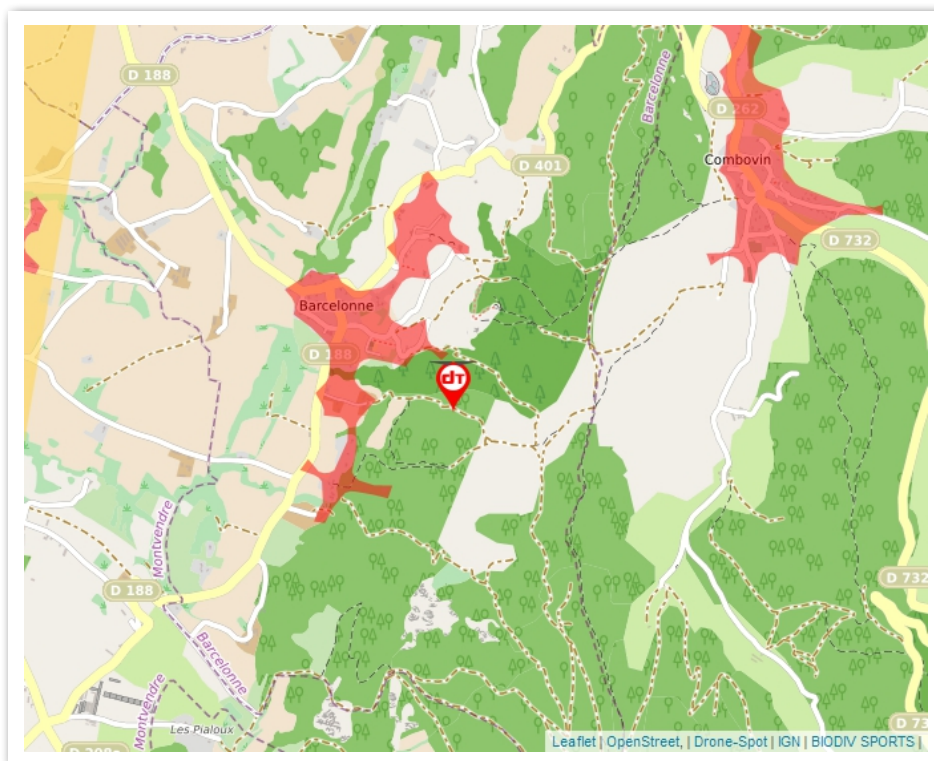 D 188
Barcelonne
D 262
Combovin
D 401
D 732
Barcelonne
D 188
Montvendre
D 732
D 188
Barcelonne
Montvendre
Les Pialoux
D 73
dT
Leaflet | OpenStreet, | Drone-Spot | IGN | BIODIV SPORTS |